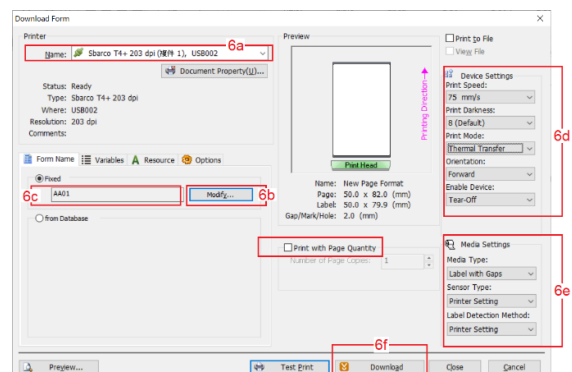 Download Form
Printer
Name: Sbarco T4+ 203 dpi (複件 1), USB002
6a
Document Property(U)...
Status: Ready
Type: Sbarco T4+ 203 dpi
Where: USB002
Resolution: 203 dpi
Comments:
Form Name
Variables
Resource
Options
Fixed
6c
AA01
Modify...
6b
from Database
Preview
Printing Direction
Print Head
Name: New Page Format
Page: 50.0 x 82.0 (mm)
Label: 50.0 x 79.9 (mm)
Gap/Mark/Hole: 2.0 (mm)
Print with Page Quantity
Number of Page Copies: 1
Print to File
View File
Device Settings
Print Speed:
75 mm/s
Print Darkness:
8 (Default)
Print Mode:
Thermal Transfer
Orientation:
Forward
Enable Device:
Tear-Off
6d
Media Settings
Media Type:
Label with Gaps
Sensor Type:
Printer Setting
Label Detection Method:
Printer Setting
6e
6f
Preview...
Test Print
Download
Close
Cancel